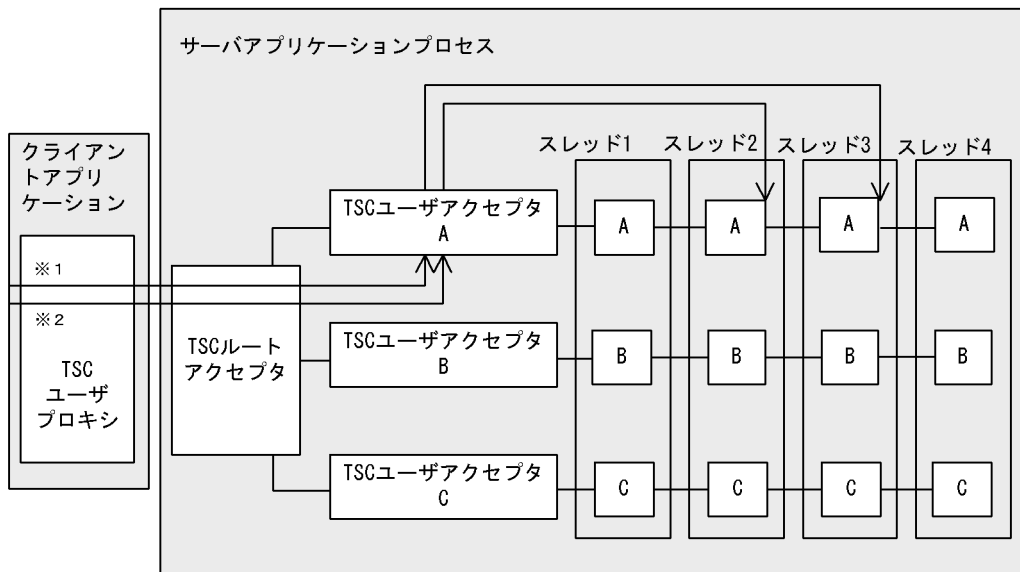 サーバアプリケーションプロセス
クライアン
トアプリ
ケーション
※1
※2
TSC
ユーザ
プロキシ
TSCルート
アクセプタ
スレッド1
スレッド2
スレッド3
スレッド4
TSCユーザアクセプタ
A
A
A
A
A
TSCユーザアクセプタ
B
B
B
B
B
TSCユーザアクセプタ
C
C
C
C
C